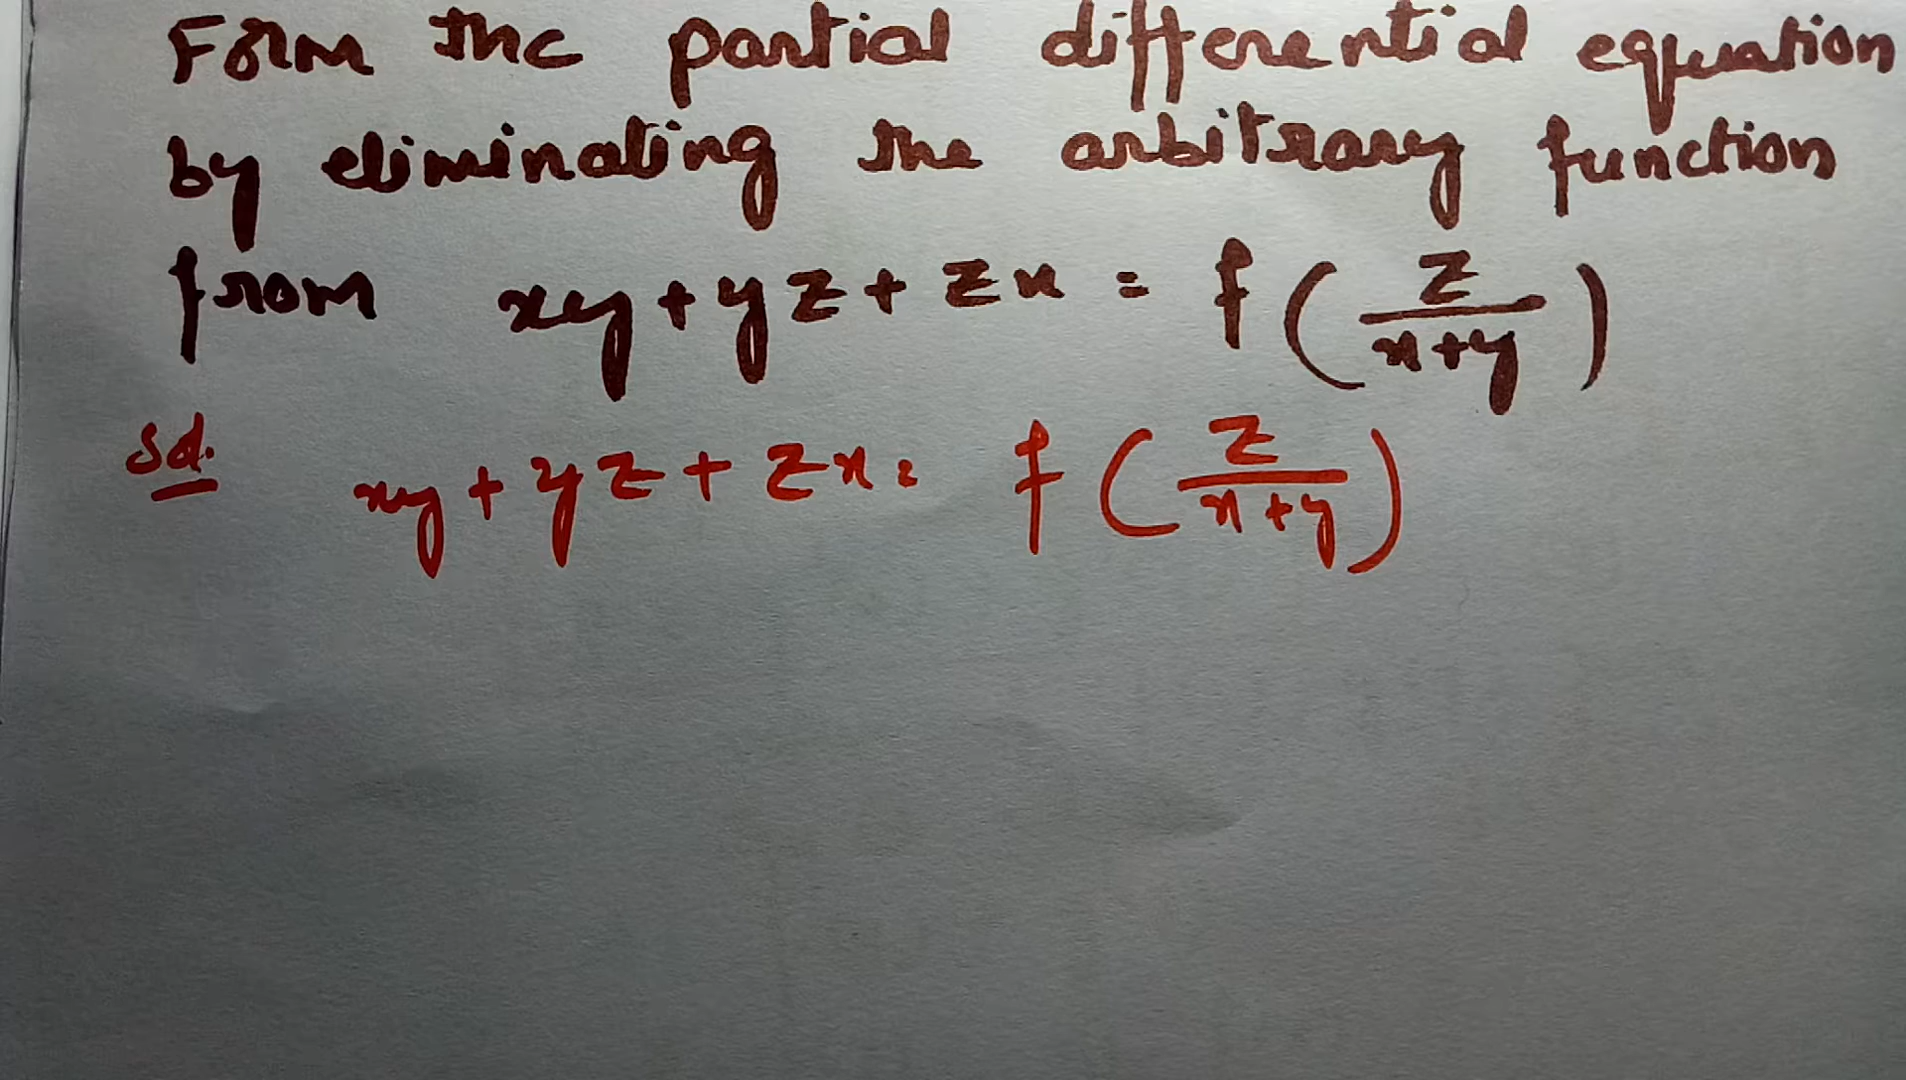 Form the partial differential equation
by eliminating the arbitrary function
from xy + yz + zx = f(z/(x+y))
Sol. xy + yz + zx = f(z/(x+y))